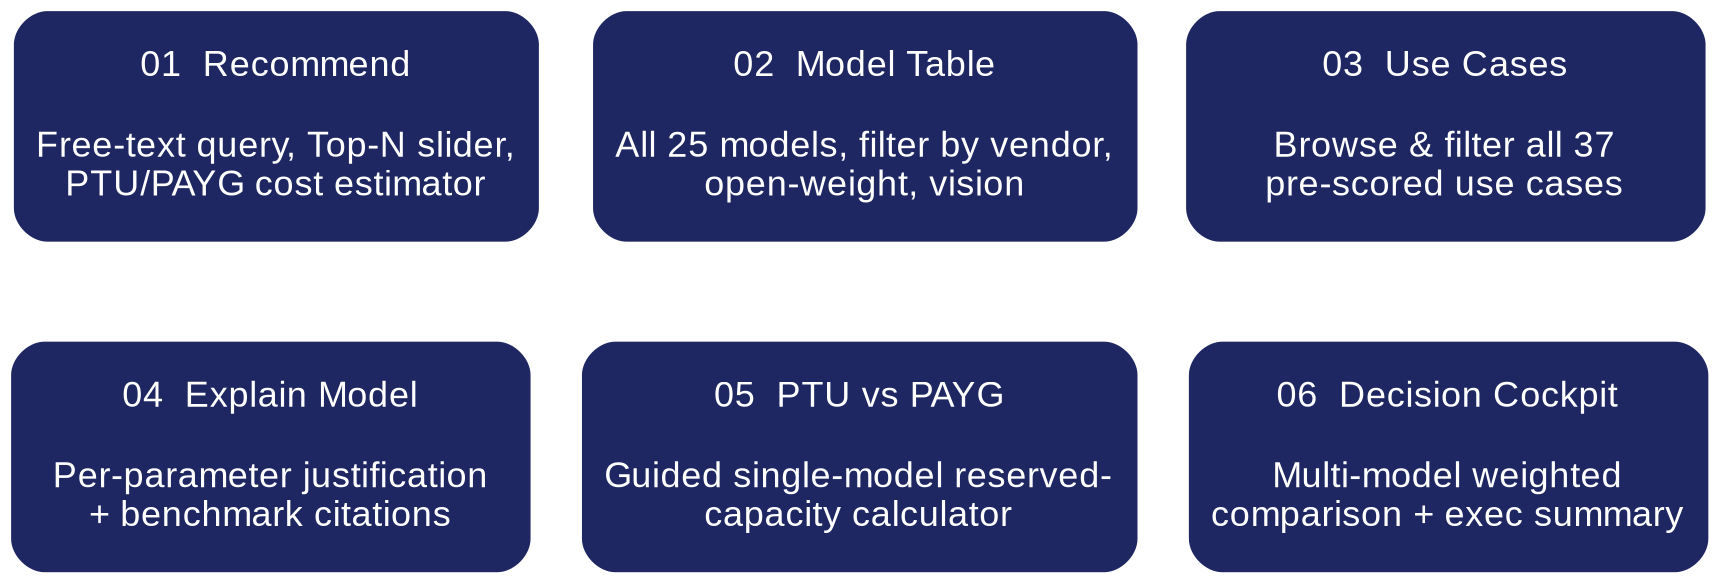 01  Recommend
Free-text query, Top-N slider,
PTU/PAYG cost estimator
02  Model Table
All 25 models, filter by vendor,
open-weight, vision
03  Use Cases
Browse & filter all 37
pre-scored use cases
04  Explain Model
Per-parameter justification
+ benchmark citations
05  PTU vs PAYG
Guided single-model reserved-
capacity calculator
06  Decision Cockpit
Multi-model weighted
comparison + exec summary